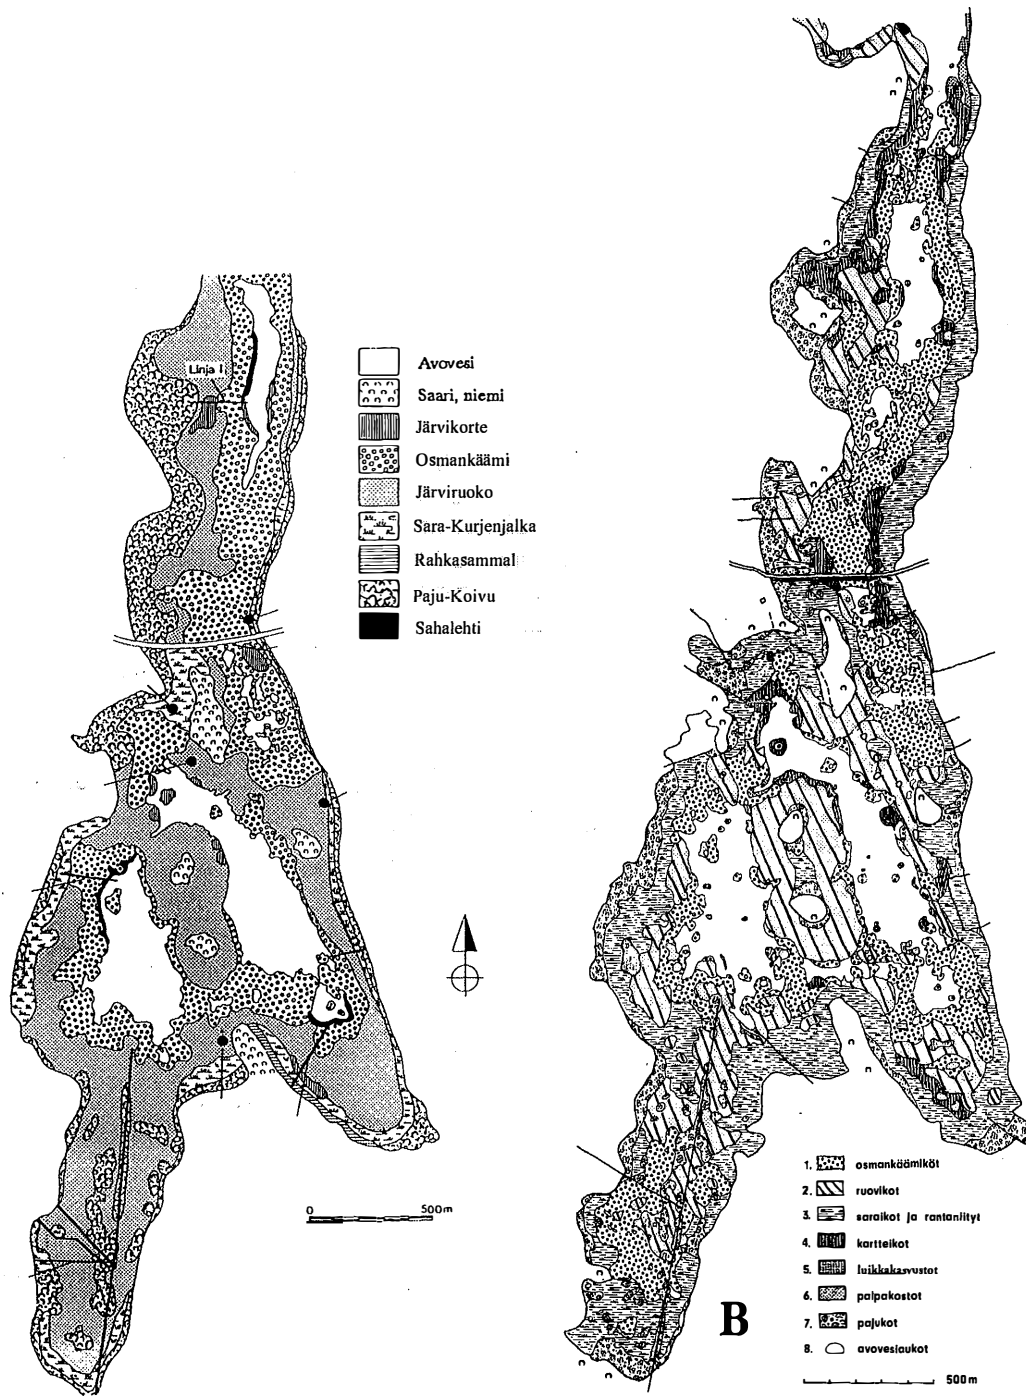 Linja I
Avovesi
Saari, niemi
Järvikorte
Osmankäämi
Järviruoko
Sara-Kurjenjalka
Rahkasammal
Paju-Koivu
Sahalehti
0 500m
B
1. osmankäämiköt
2. ruovikot
3. saraikot ja rantaniityt
4. kortteikot
5. luikkakasvustot
6. palpakostot
7. pajukot
8. avovesiaukot
500m